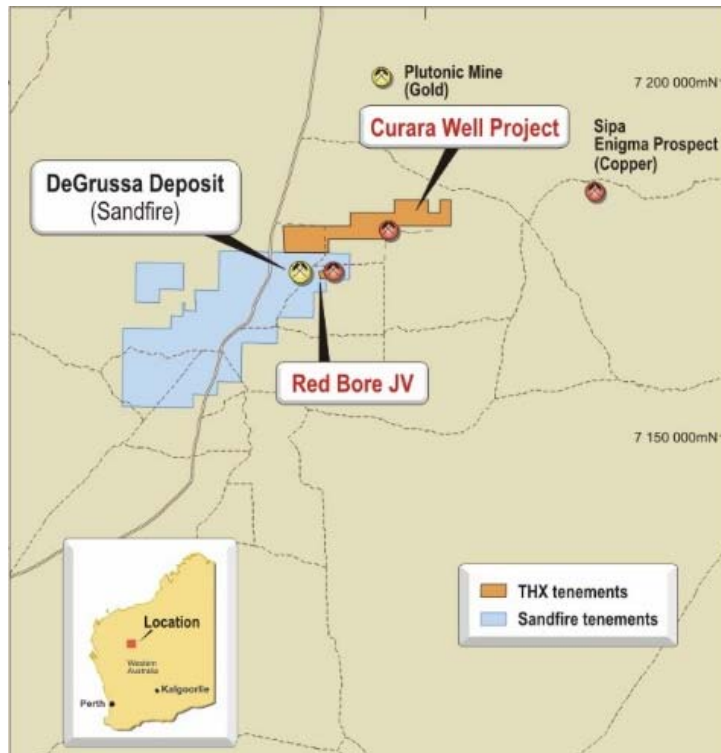 Plutonic Mine
(Gold)
7 200 000mN
Curara Well Project
Sipa
Enigma Prospect
(Copper)
DeGrussa Deposit
(Sandfire)
Red Bore JV
7 150 000mN
Location
Western
Australia
Kalgoorlie
Perth
THX tenements
Sandfire tenements